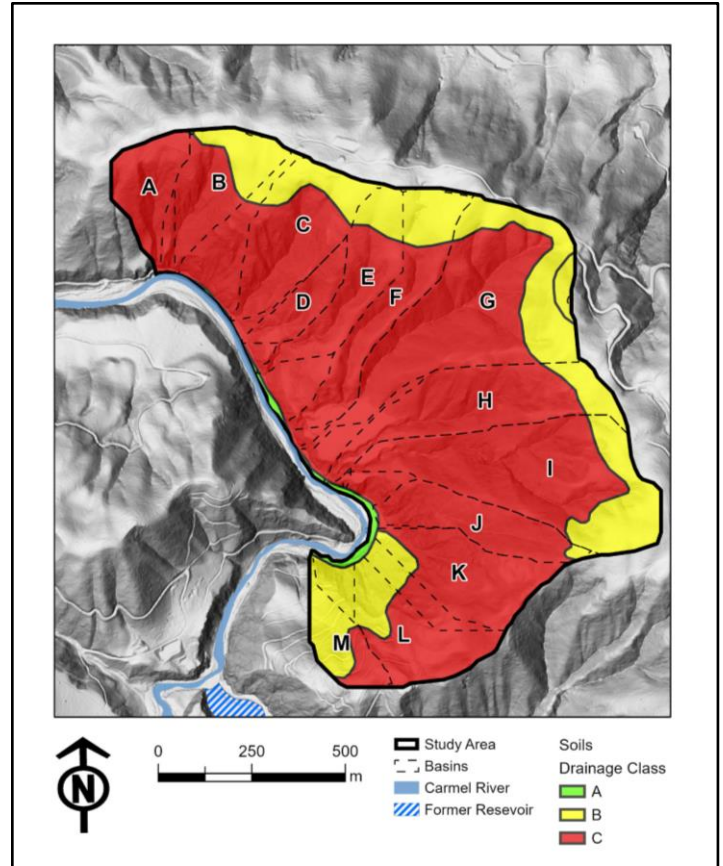 A
B
C
D
E
F
G
H
I
J
K
L
M
N
0 250 500
m
Study Area
Basins
Carmel River
Former Resevoir
Soils
Drainage Class
A
B
C